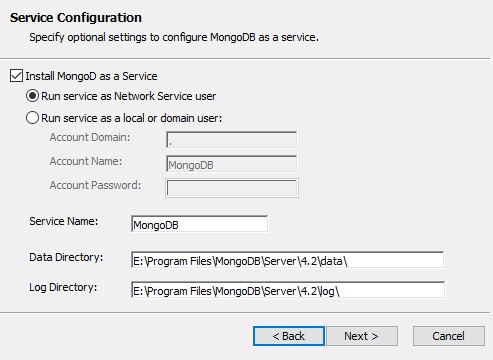 Service Configuration
Specify optional settings to configure MongoDB as a service.
Install MongoD as a Service
Run service as Network Service user
Run service as a local or domain user:
Account Domain: .
Account Name: MongoDB
Account Password:
Service Name: MongoDB
Data Directory: E:\Program Files\MongoDB\Server\4.2\data\
Log Directory: E:\Program Files\MongoDB\Server\4.2\log\
< Back Next > Cancel